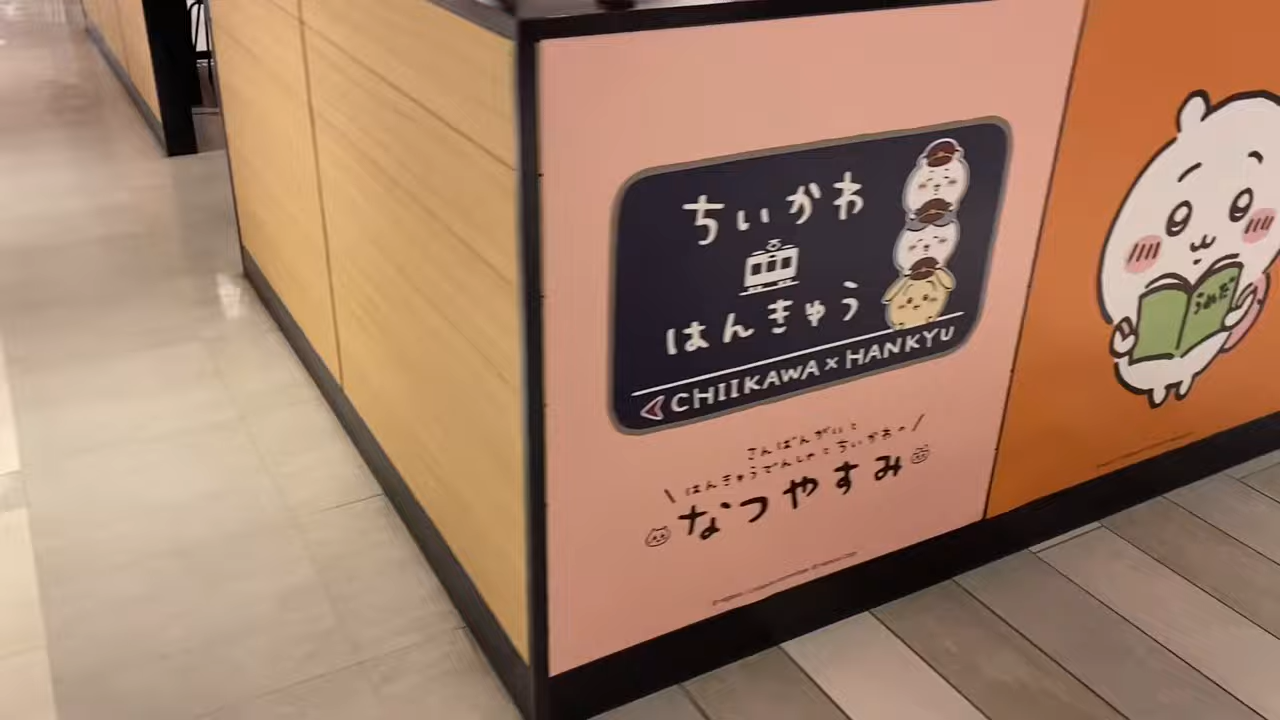 ちいかわ
はんきゅう
CHIIKAWA × HANKYU
さんばんがいと
はんきゅうでんしゃとちいかわの
なつやすみ